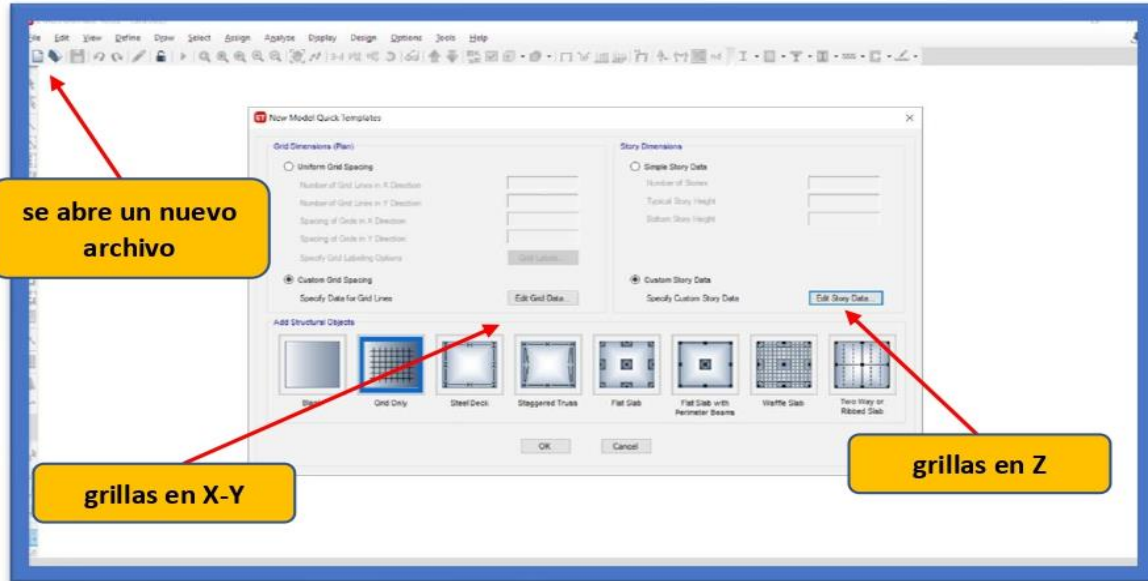 File Edit View Define Draw Select Assign Analyze Display Design Options Tools Help
New Model Quick Templates
Grid Dimensions (Plan)
Uniform Grid Spacing
Number of Grid Lines in X Direction
Number of Grid Lines in Y Direction
Spacing of Grids in X Direction
Spacing of Grids in Y Direction
Specify Grid Labeling Options
Grid Labels...
Custom Grid Spacing
Specify Data for Grid Lines
Edit Grid Data...
Story Dimensions
Simple Story Data
Number of Stories
Typical Story Height
Bottom Story Height
Custom Story Data
Specify Custom Story Data
Edit Story Data...
Add Structural Objects
Grid Only
Steel Deck
Staggered Truss
Flat Slab
Flat Slab with
Perimeter Beams
Waffle Slab
Two Way or
Ribbed Slab
OK
Cancel
se abre un nuevo
archivo
grillas en X-Y
grillas en Z